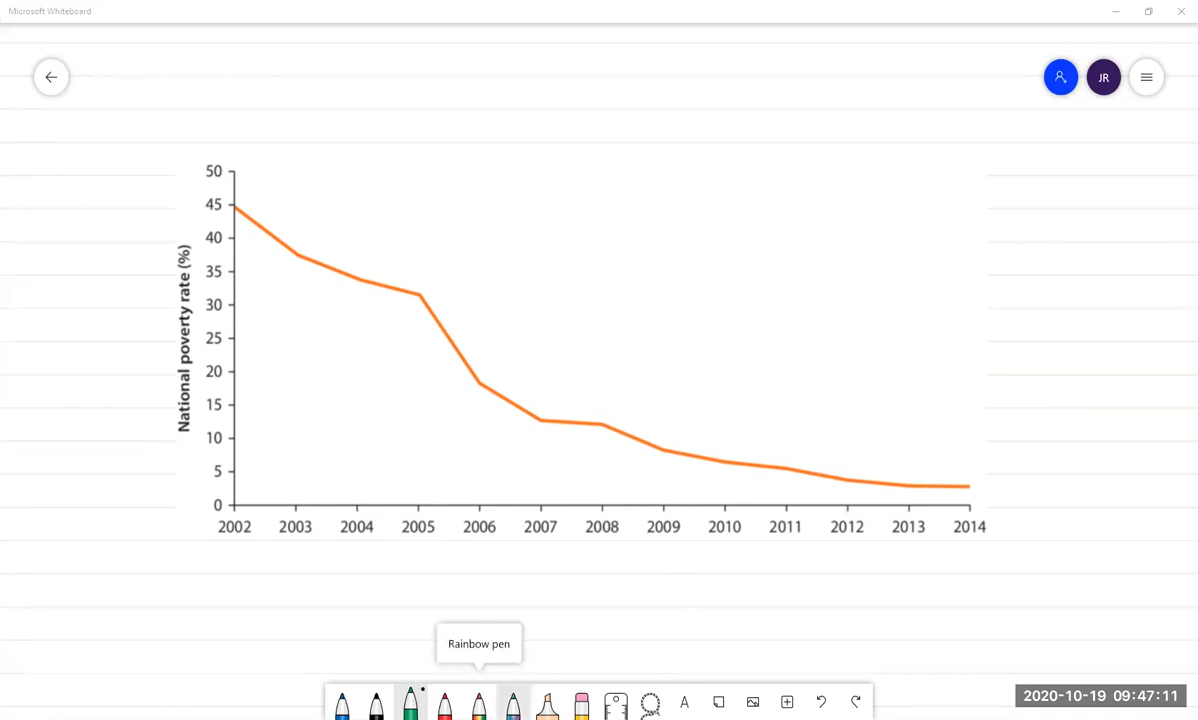 Microsoft Whiteboard
JR
National poverty rate (%)
50
45
40
35
30
25
20
15
10
5
0
2002 2003 2004 2005 2006 2007 2008 2009 2010 2011 2012 2013 2014
Rainbow pen
A
2020-10-19 09:47:11